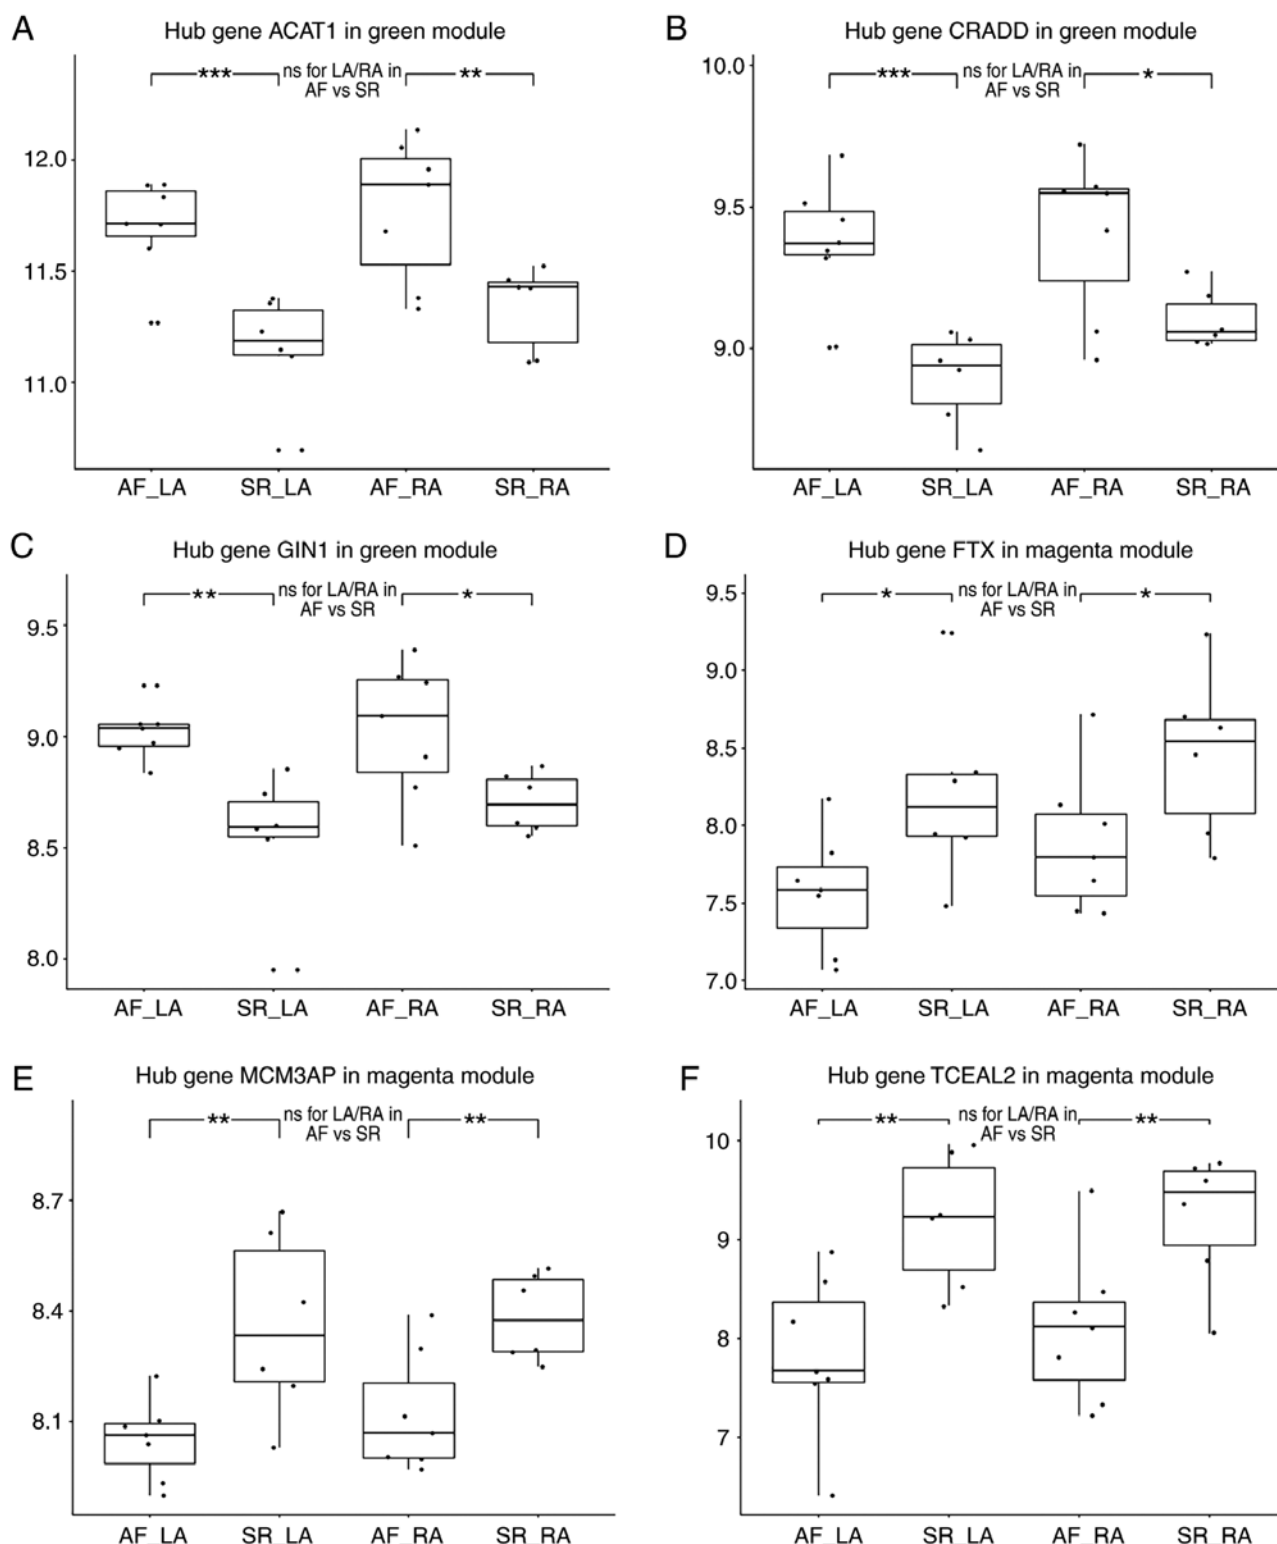 A
Hub gene ACAT1 in green module
*** ns for LA/RA in **
AF vs SR
12.0
11.5
11.0
AF_LA SR_LA AF_RA SR_RA
B
Hub gene CRADD in green module
*** ns for LA/RA in *
AF vs SR
10.0
9.5
9.0
AF_LA SR_LA AF_RA SR_RA
C
Hub gene GIN1 in green module
** ns for LA/RA in *
AF vs SR
9.5
9.0
8.5
8.0
AF_LA SR_LA AF_RA SR_RA
D
Hub gene FTX in magenta module
* ns for LA/RA in *
AF vs SR
9.5
9.0
8.5
8.0
7.5
7.0
AF_LA SR_LA AF_RA SR_RA
E
Hub gene MCM3AP in magenta module
** ns for LA/RA in **
AF vs SR
8.7
8.4
8.1
AF_LA SR_LA AF_RA SR_RA
F
Hub gene TCEAL2 in magenta module
** ns for LA/RA in **
AF vs SR
10
9
8
7
AF_LA SR_LA AF_RA SR_RA